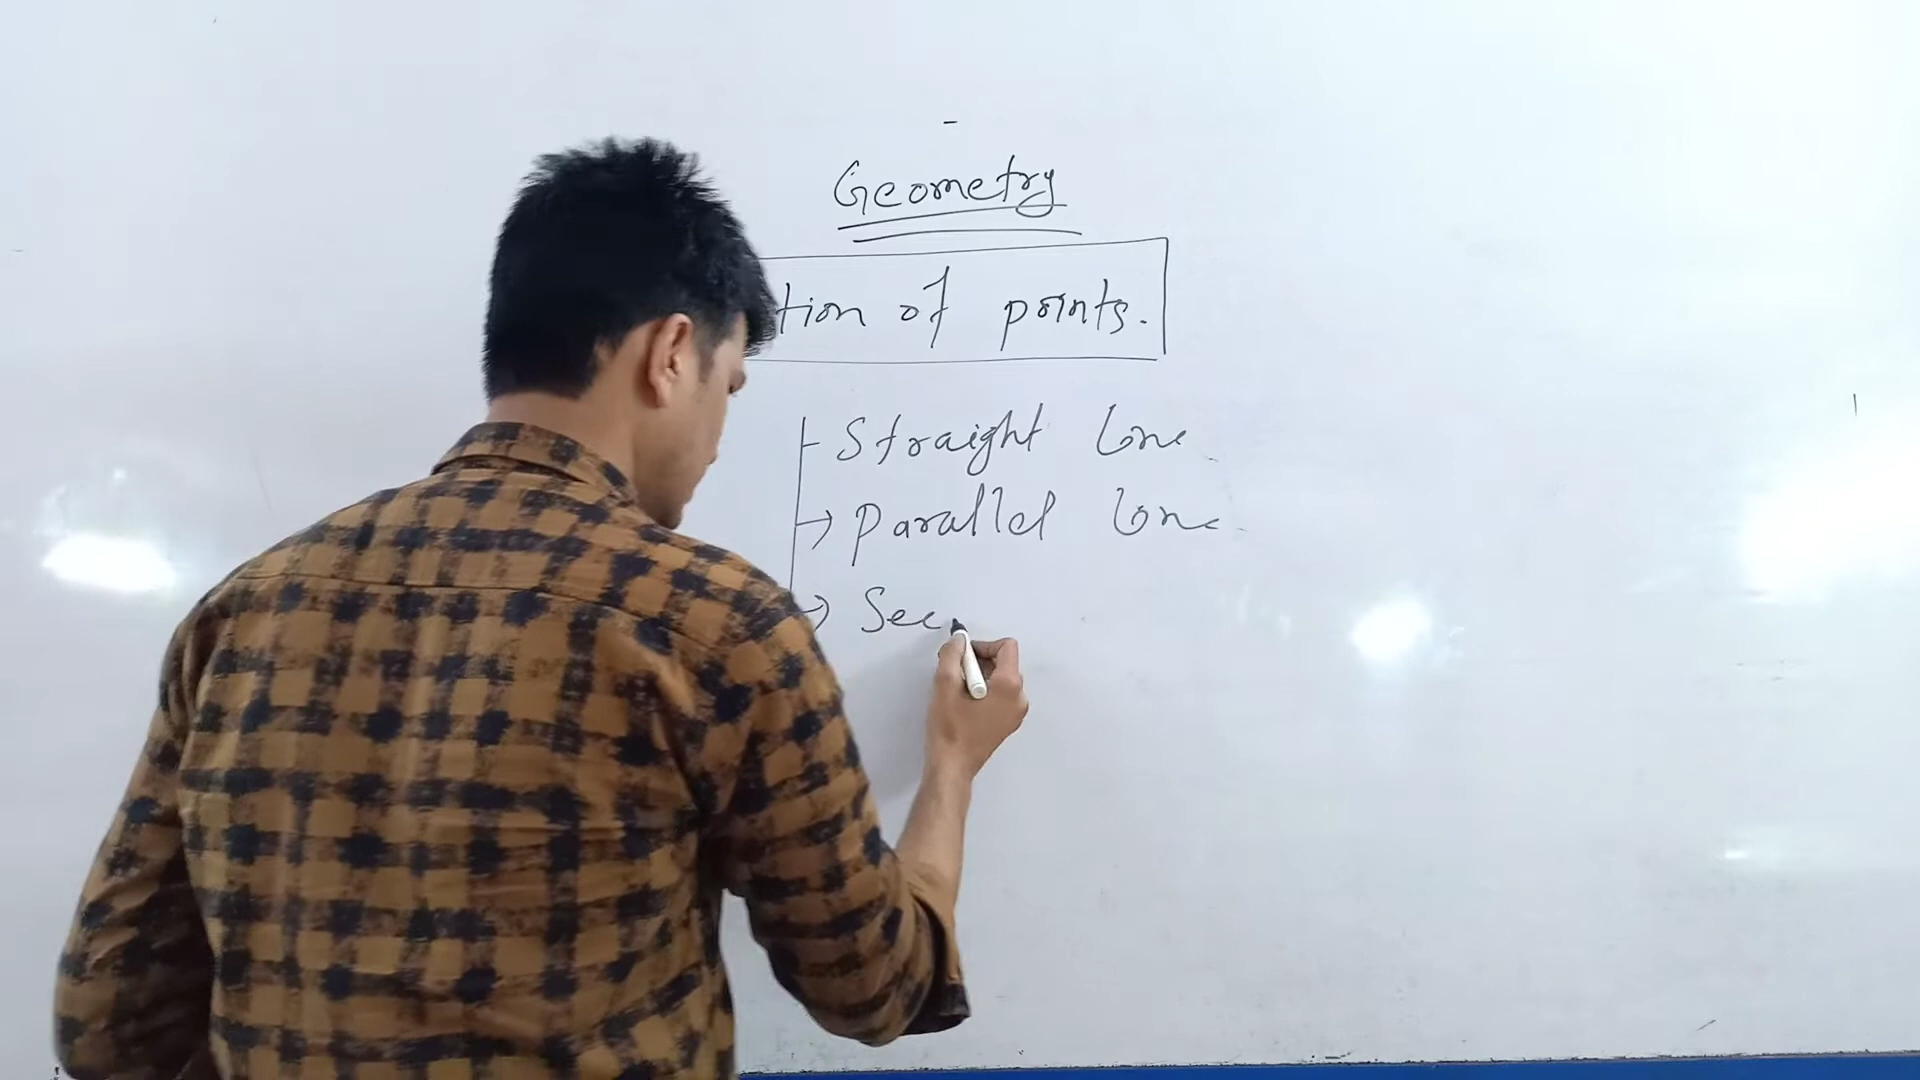 Geometry
tion of points.
Straight Line
→ Parallel Line
→ Sec